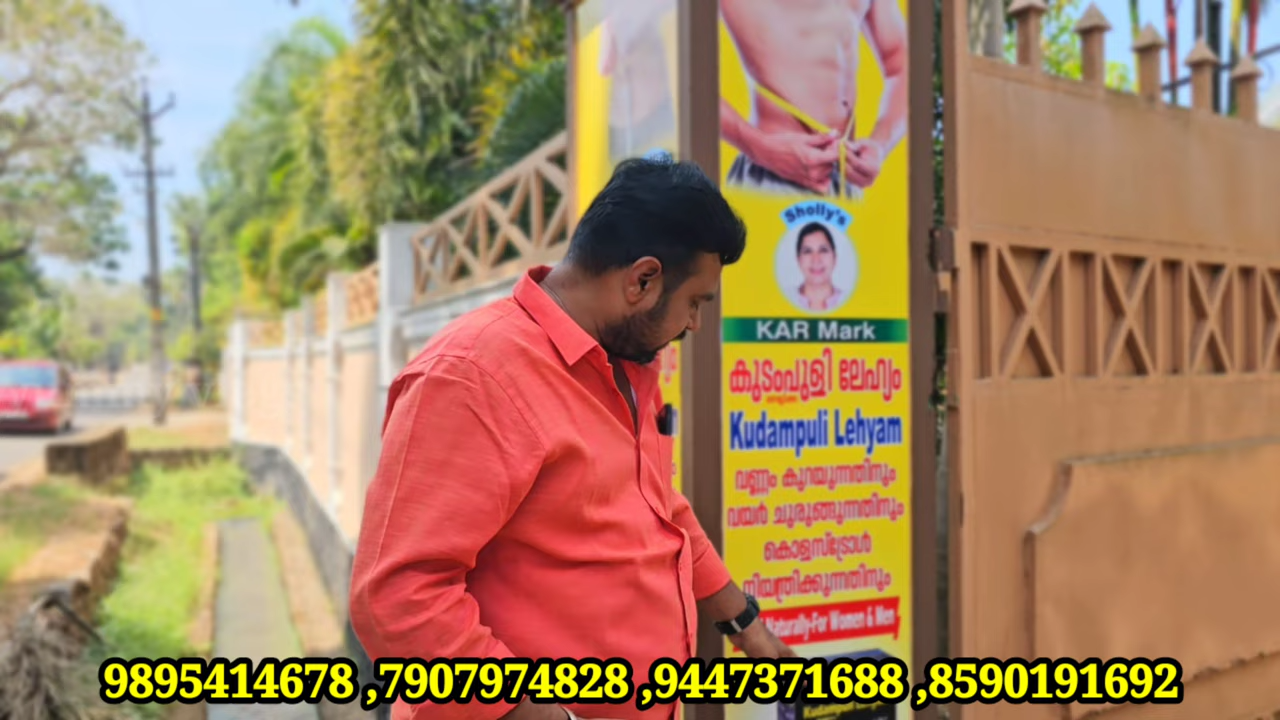 Sholly's
KAR Mark
കുടംപുളി ലേഹ്യം
Kudampuli Lehyam
വണ്ണം കുറയുന്നതിനും
വയർ ചുരുങ്ങുന്നതിനും
കൊളസ്ട്രോൾ
നിയന്ത്രിക്കുന്നതിനും
Naturally-For Women & Men
9895414678 ,7907974828 ,9447371688 ,8590191692
Kudampuli